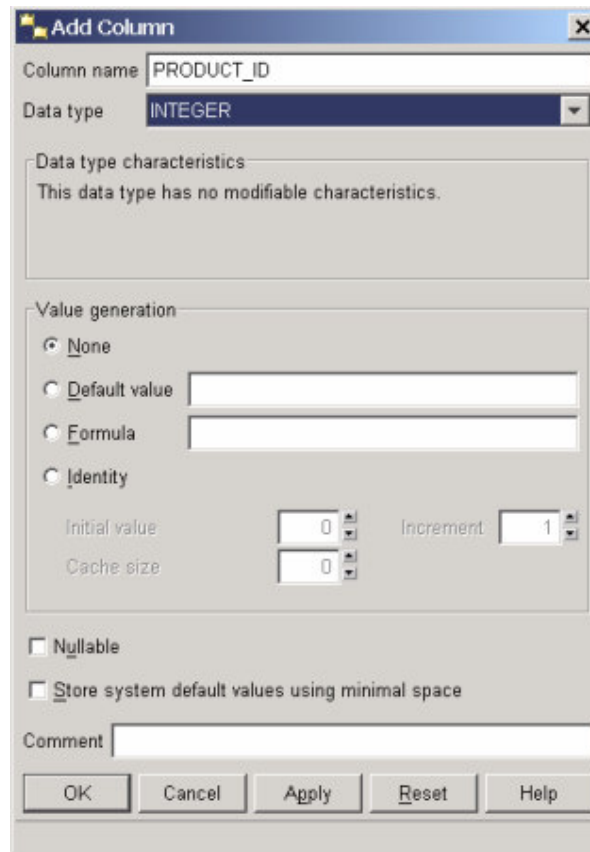 Add Column
Column name PRODUCT_ID
Data type INTEGER
Data type characteristics
This data type has no modifiable characteristics.
Value generation
None
Default value
Formula
Identity
Initial value 0 Increment 1
Cache size 0
Nullable
Store system default values using minimal space
Comment
OK Cancel Apply Reset Help